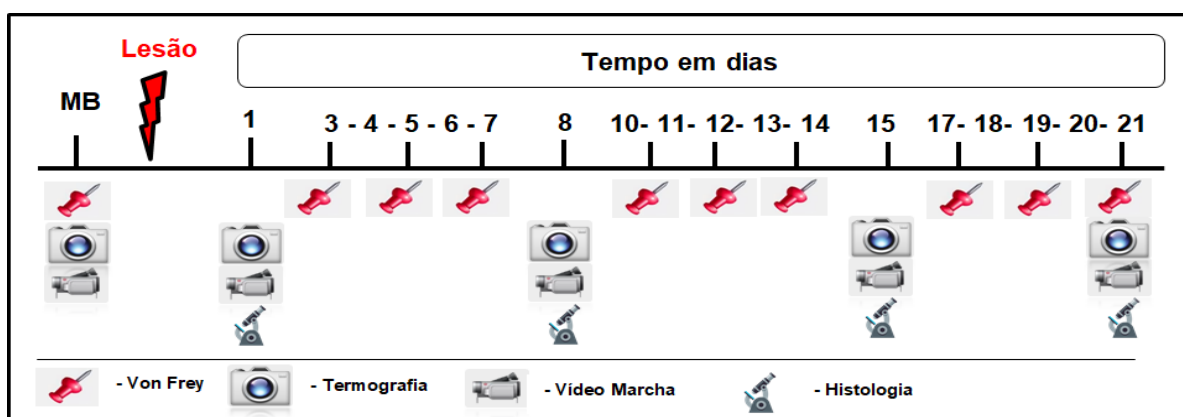 Lesão
Tempo em dias
MB
1 3 - 4 - 5 - 6 - 7 8 10- 11- 12- 13- 14 15 17- 18- 19- 20- 21
- Von Frey - Termografia - Vídeo Marcha - Histologia